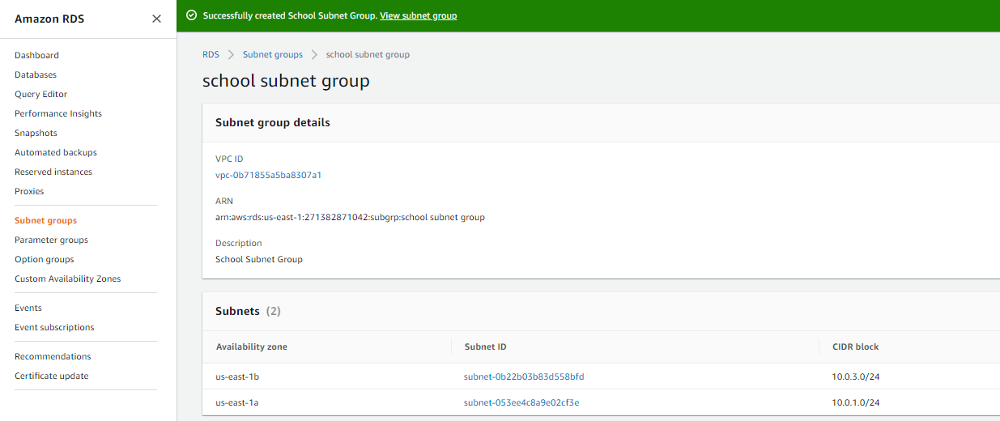 Amazon RDS
Dashboard
Databases
Query Editor
Performance Insights
Snapshots
Automated backups
Reserved instances
Proxies
Subnet groups
Parameter groups
Option groups
Custom Availability Zones
Events
Event subscriptions
Recommendations
Certificate update
Successfully created School Subnet Group. View subnet group
RDS > Subnet groups > school subnet group
school subnet group
Subnet group details
VPC ID
vpc-0b71855a5ba8307a1
ARN
arn:aws:rds:us-east-1:271382871042:subgrp:school subnet group
Description
School Subnet Group
Subnets (2)
Availability zone Subnet ID CIDR block
us-east-1b subnet-0b22b03b83d558bfd 10.0.3.0/24
us-east-1a subnet-053ee4c8a9e02cf3e 10.0.1.0/24